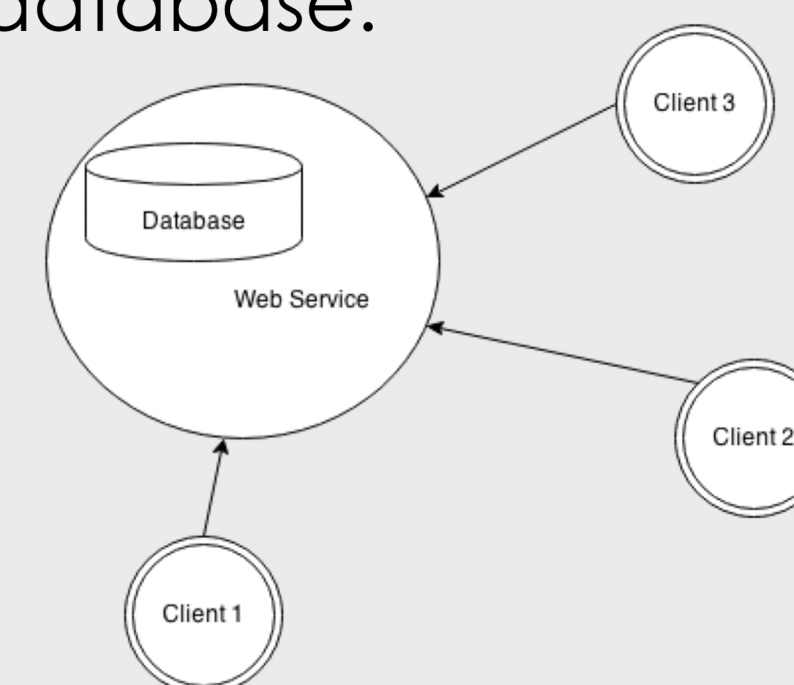 database.
Client 3
Database
Web Service
Client 2
Client 1